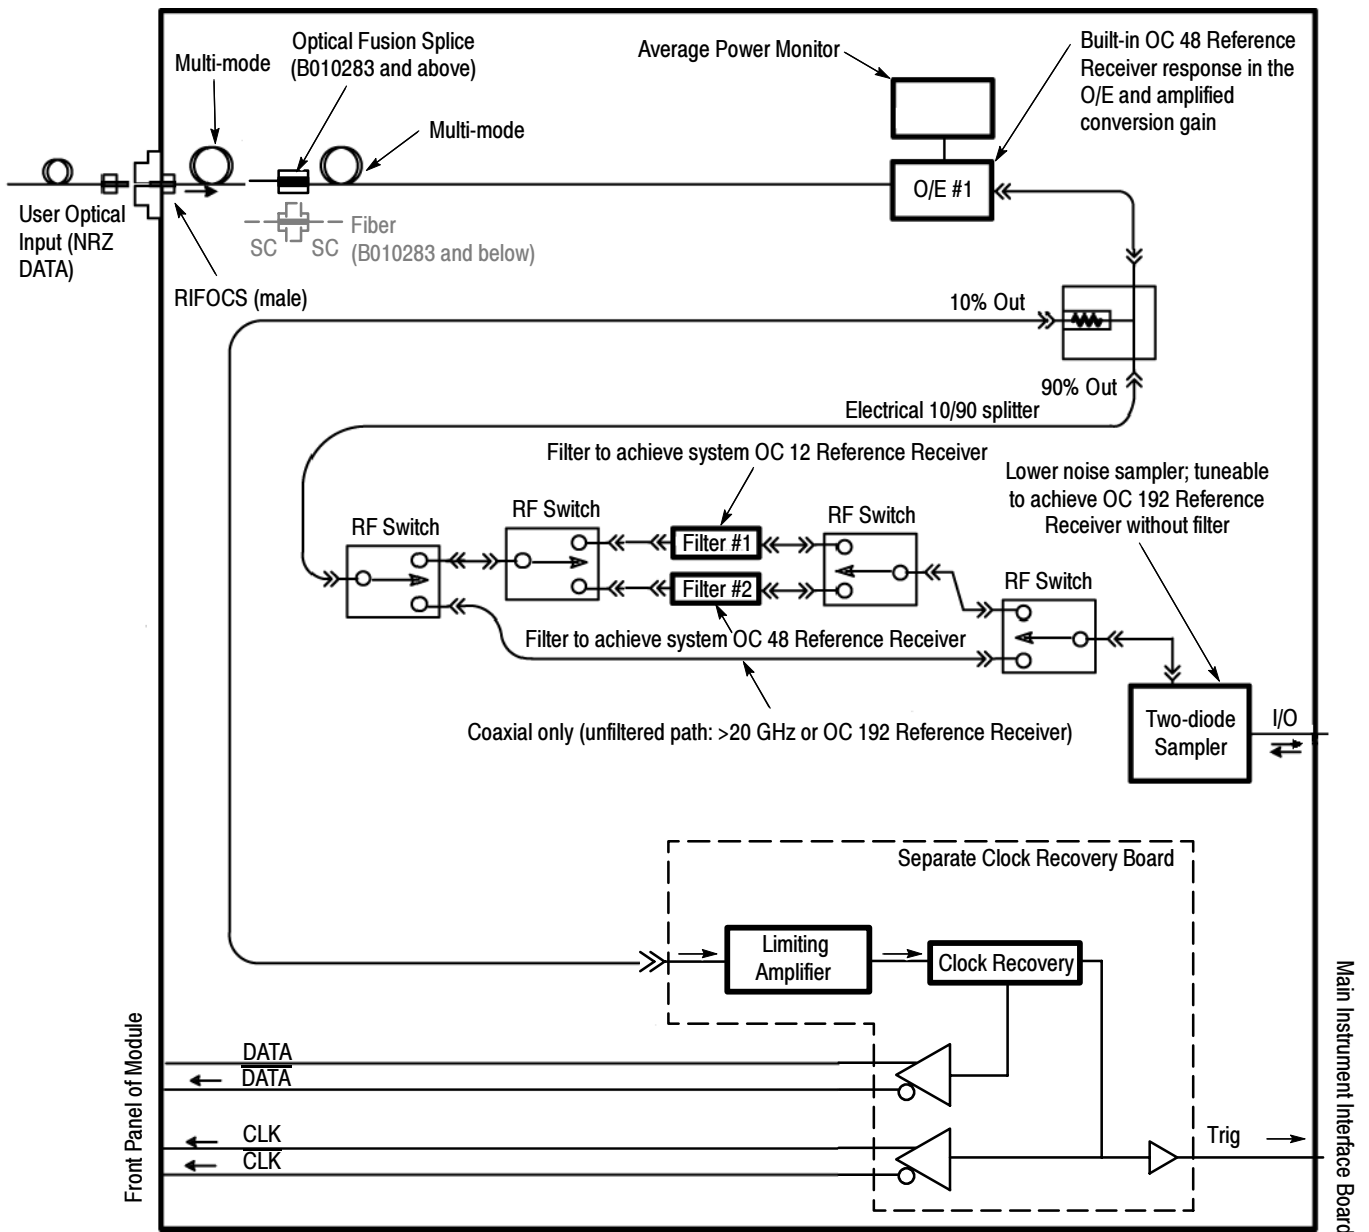 Optical Fusion Splice
(B010283 and above)
Multi-mode
Multi-mode
Average Power Monitor
Built-in OC 48 Reference
Receiver response in the
O/E and amplified
conversion gain
O/E #1
User Optical
Input (NRZ
DATA)
SC
SC
Fiber
(B010283 and below)
RIFOCS (male)
10% Out
90% Out
Electrical 10/90 splitter
Filter to achieve system OC 12 Reference Receiver
Lower noise sampler; tuneable
to achieve OC 192 Reference
Receiver without filter
RF Switch
RF Switch
RF Switch
RF Switch
Filter #1
Filter #2
Filter to achieve system OC 48 Reference Receiver
Coaxial only (unfiltered path: >20 GHz or OC 192 Reference Receiver)
Two-diode
Sampler
I/O
Separate Clock Recovery Board
Limiting
Amplifier
Clock Recovery
Front Panel of Module
Main Instrument Interface Board
DATA
DATA
CLK
CLK
Trig